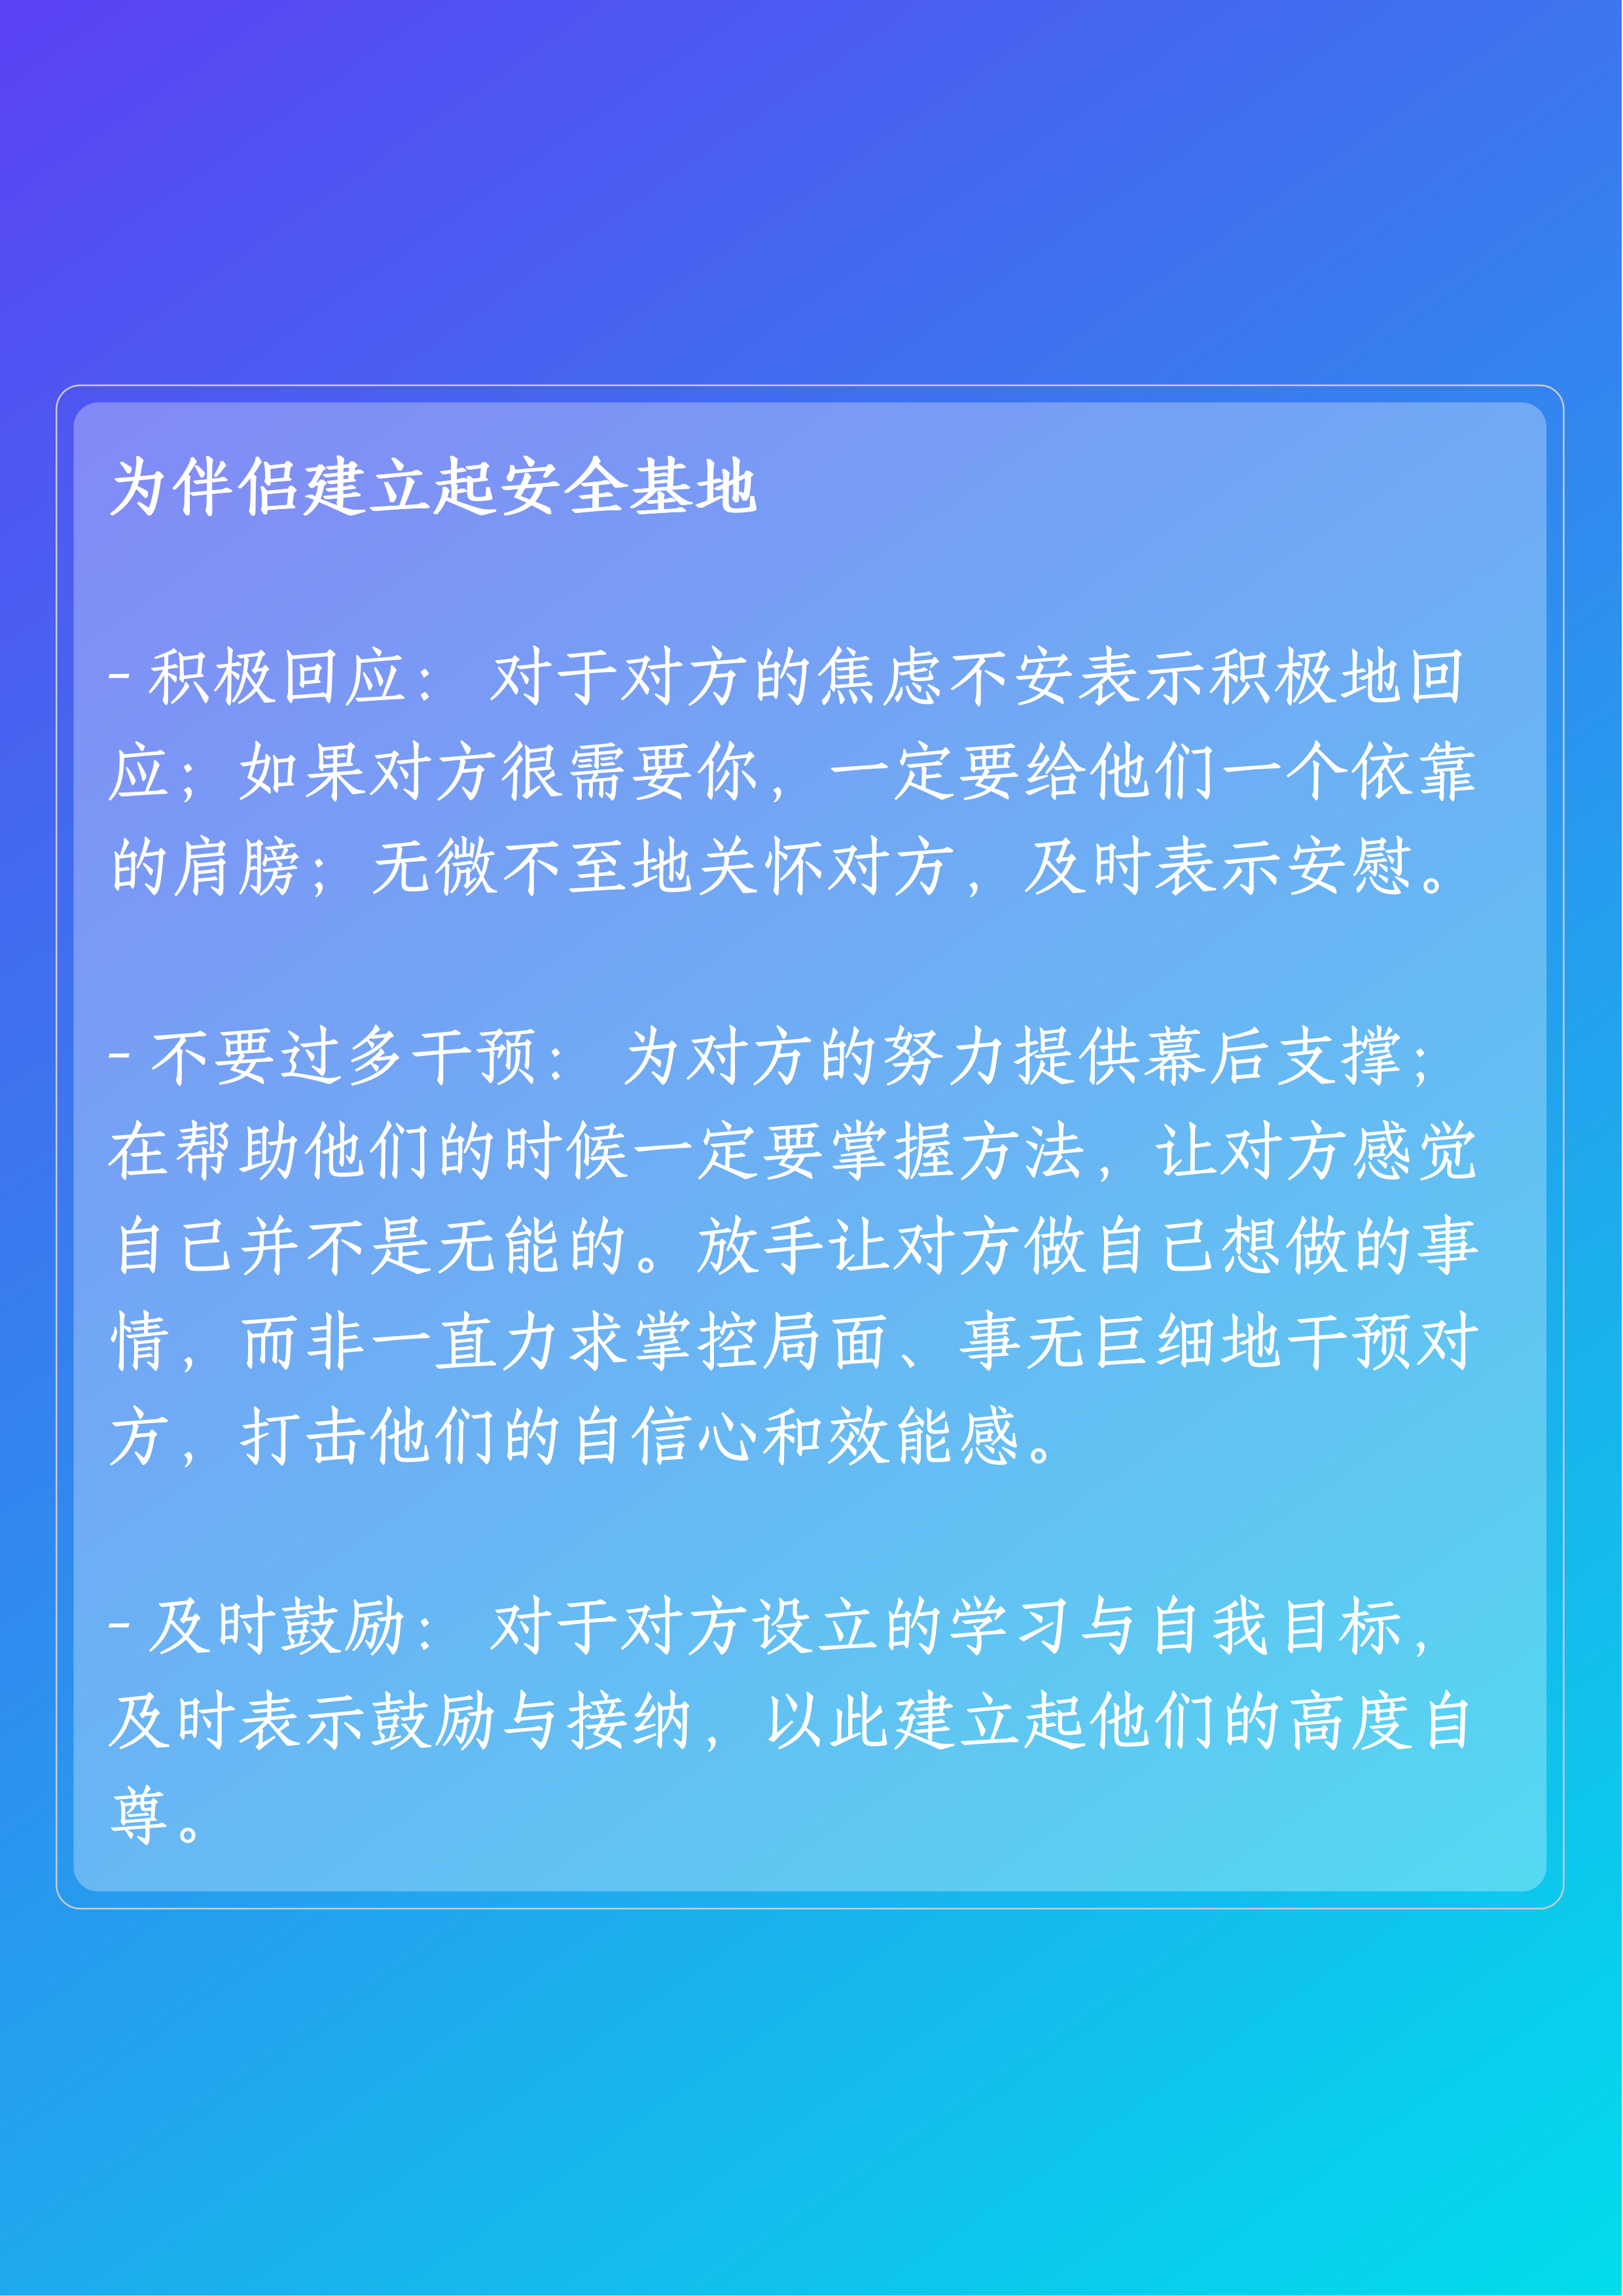 为伴侣建立起安全基地
- 积极回应： 对于对方的焦虑不安表示积极地回
应；如果对方很需要你，一定要给他们一个依靠
的肩膀；无微不至地关怀对方，及时表示安慰。
- 不要过多干预： 为对方的努力提供幕后支撑；
在帮助他们的时候一定要掌握方法，让对方感觉
自己并不是无能的。放手让对方做自己想做的事
情，而非一直力求掌控局面、事无巨细地干预对
方，打击他们的自信心和效能感。
- 及时鼓励： 对于对方设立的学习与自我目标，
及时表示鼓励与接纳，以此建立起他们的高度自
尊。